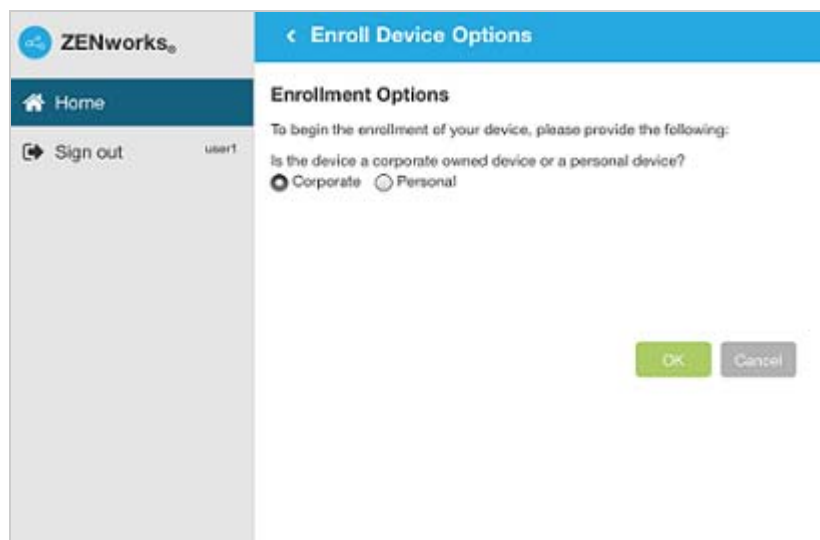 ZENworks®
Enroll Device Options
Home
Sign out user1
Enrollment Options
To begin the enrollment of your device, please provide the following:
Is the device a corporate owned device or a personal device?
Corporate Personal
OK Cancel